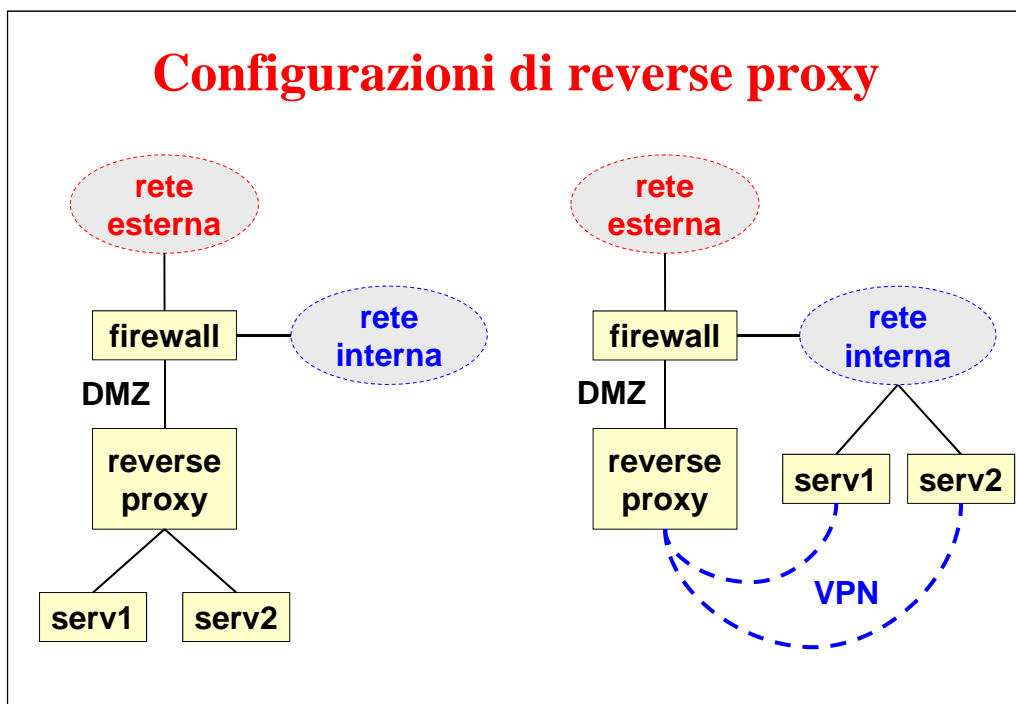 Configurazioni di reverse proxy
rete
esterna
firewall
rete
interna
DMZ
reverse
proxy
serv1
serv2
rete
esterna
firewall
rete
interna
DMZ
reverse
proxy
serv1
serv2
VPN